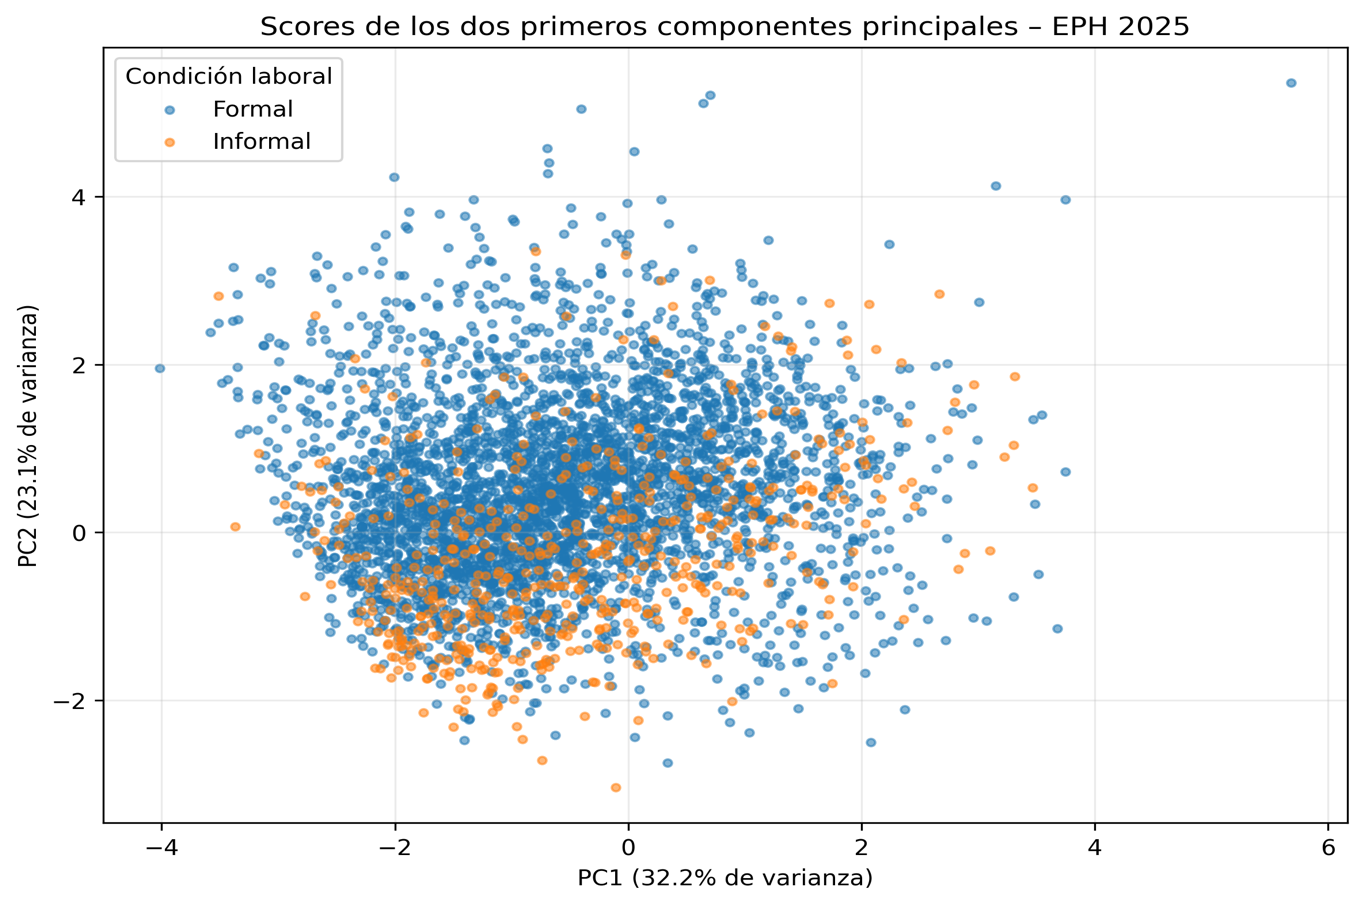 Scores de los dos primeros componentes principales – EPH 2025
Condición laboral
Formal
Informal
PC2 (23.1% de varianza)
4
2
0
−2
−4
−2
0
2
4
6
PC1 (32.2% de varianza)